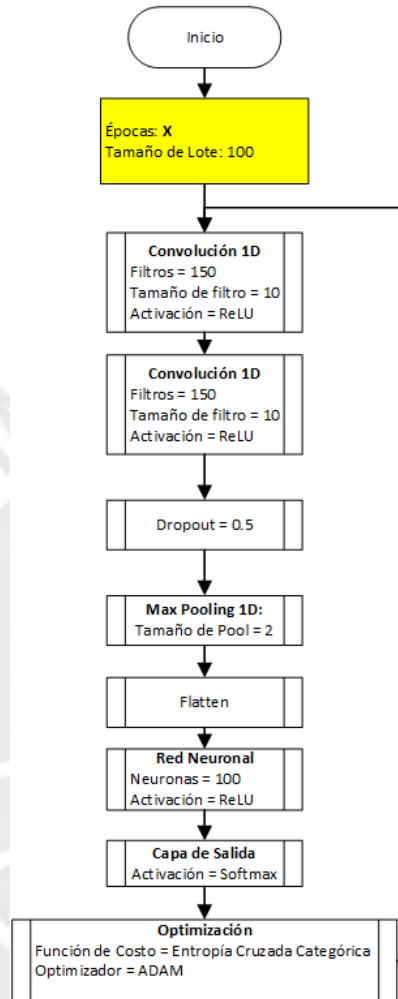 Inicio
Épocas: X
Tamaño de Lote: 100
Convolución 1D
Filtros = 150
Tamaño de filtro = 10
Activación = ReLU
Convolución 1D
Filtros = 150
Tamaño de filtro = 10
Activación = ReLU
Dropout = 0.5
Max Pooling 1D:
Tamaño de Pool = 2
Flatten
Red Neuronal
Neuronas = 100
Activación = ReLU
Capa de Salida
Activación = Softmax
Optimización
Función de Costo = Entropía Cruzada Categórica
Optimizador = ADAM